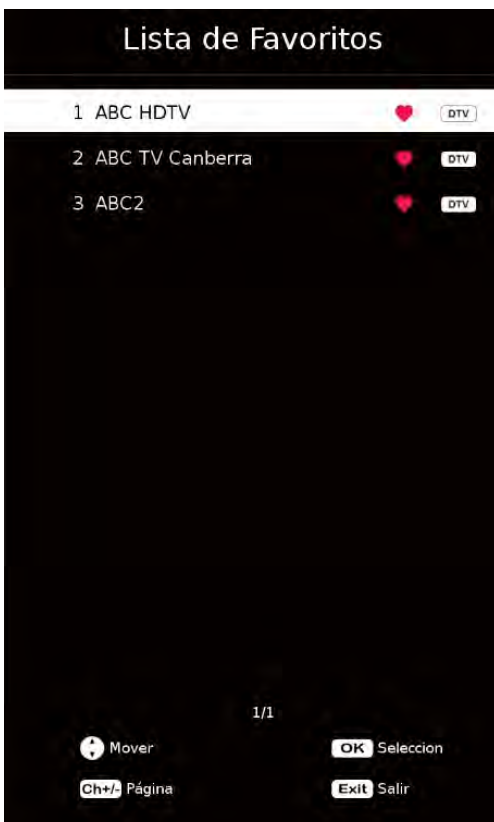 Lista de Favoritos
1 ABC HDTV DTV
2 ABC TV Canberra DTV
3 ABC2 DTV
1/1
Mover OK Seleccion
Ch+/- Página Exit Salir